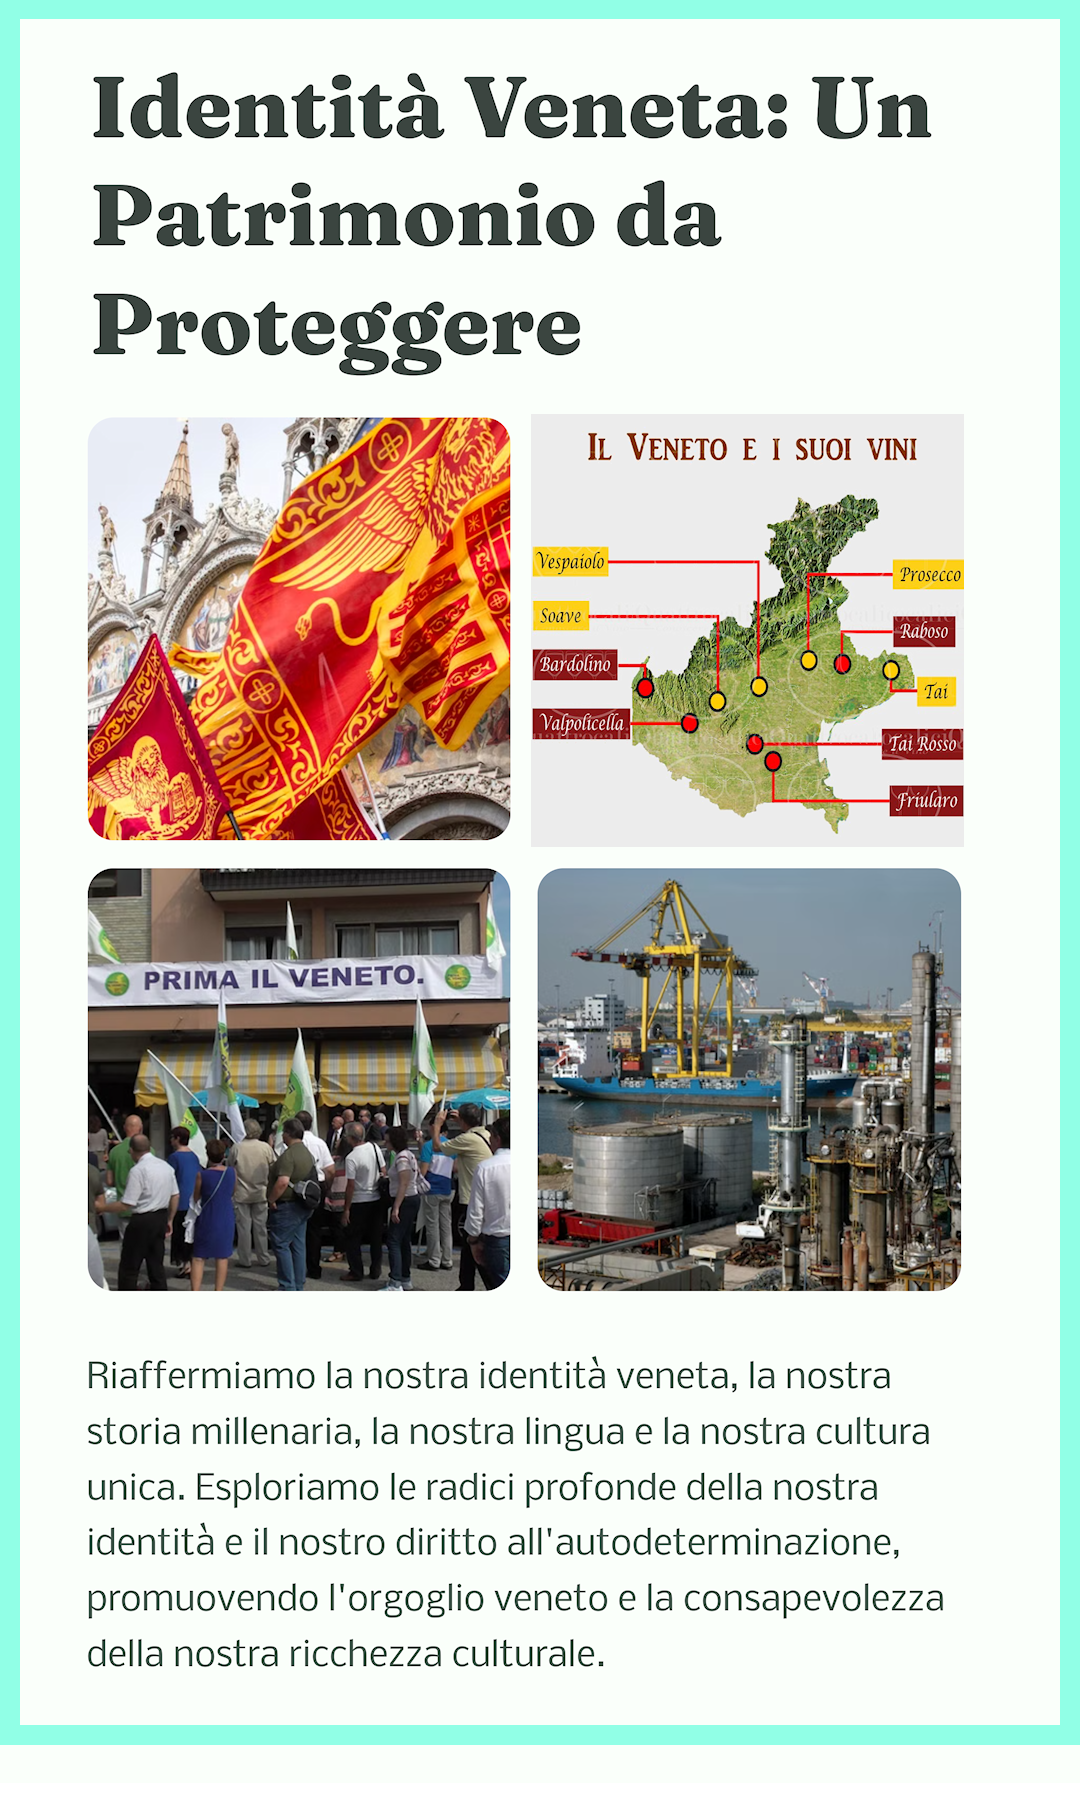 Identità Veneta: Un
Patrimonio da
Proteggere
Il Veneto e i suoi vini
Vespaiolo
Prosecco
Soave
Raboso
Bardolino
Tai
Valpolicella
Tai Rosso
Friularo
PRIMA IL VENETO.
Riaffermiamo la nostra identità veneta, la nostra
storia millenaria, la nostra lingua e la nostra cultura
unica. Esploriamo le radici profonde della nostra
identità e il nostro diritto all'autodeterminazione,
promuovendo l'orgoglio veneto e la consapevolezza
della nostra ricchezza culturale.